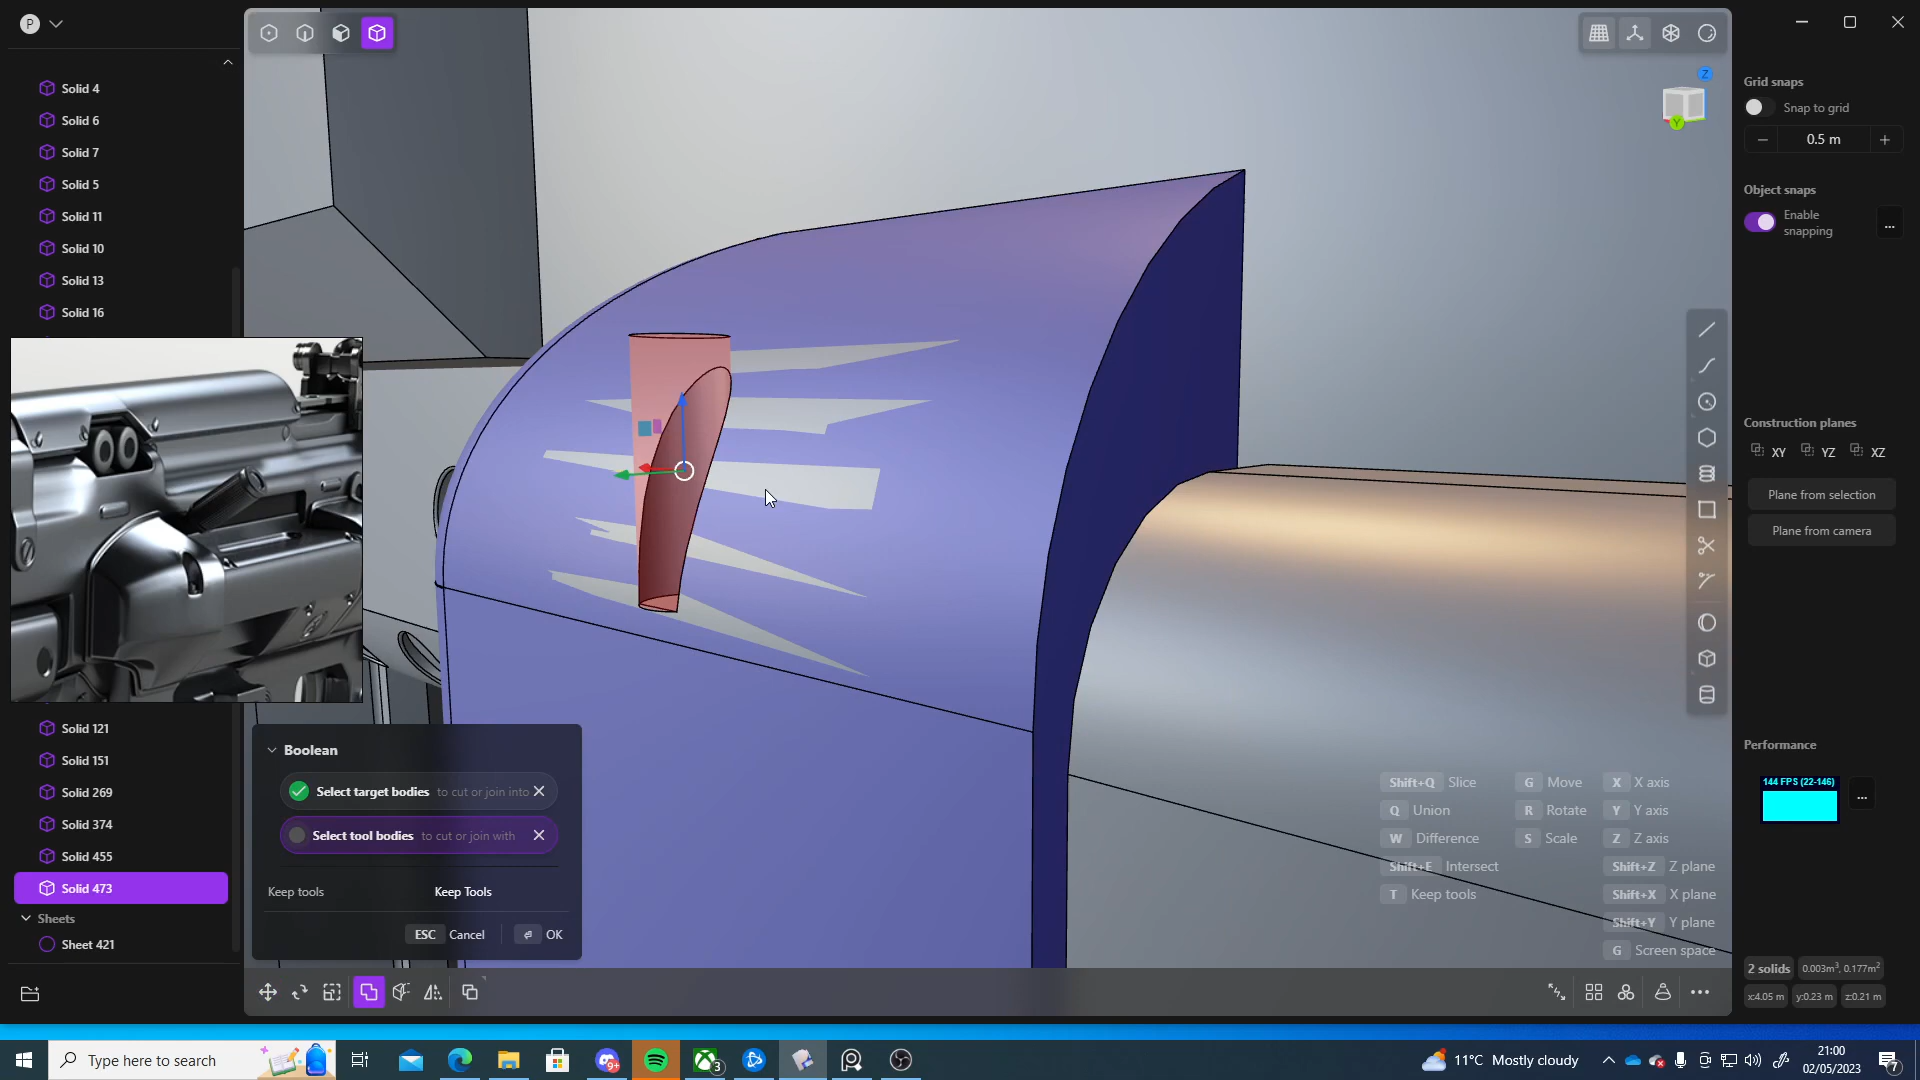 P
Solid 4
Solid 6
Solid 7
Solid 5
Solid 11
Solid 10
Solid 13
Solid 16
Solid 121
Solid 151
Solid 269
Solid 374
Solid 455
Solid 473
Sheets
Sheet 421
Boolean
Select target bodies to cut or join into
Select tool bodies to cut or join with
Keep tools Keep Tools
ESC Cancel OK
Z
Y
Shift+Q Slice G Move X X axis
Q Union R Rotate Y Y axis
W Difference S Scale Z Z axis
Shift+E Intersect Shift+Z Z plane
T Keep tools Shift+X X plane
Shift+Y Y plane
G Screen space
Grid snaps
Snap to grid
0.5 m
Object snaps
Enable
snapping
...
Construction planes
XY YZ XZ
Plane from selection
Plane from camera
Performance
144 FPS (22-146)
...
2 solids 0.003m³, 0.177m²
x:4.05 m y:0.23 m z:0.21 m
Type here to search
9+
3
11°C Mostly cloudy
21:00
02/05/2023
7